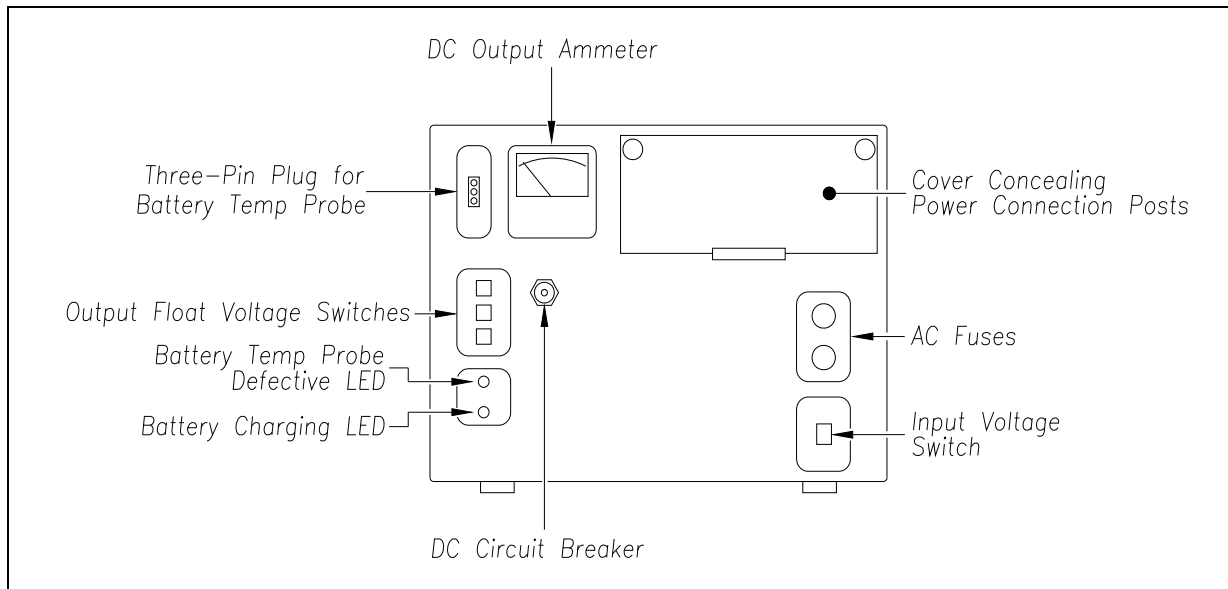 DC Output Ammeter
Three-Pin Plug for
Battery Temp Probe
Cover Concealing
Power Connection Posts
Output Float Voltage Switches
AC Fuses
Battery Temp Probe
Defective LED
Battery Charging LED
Input Voltage
Switch
DC Circuit Breaker